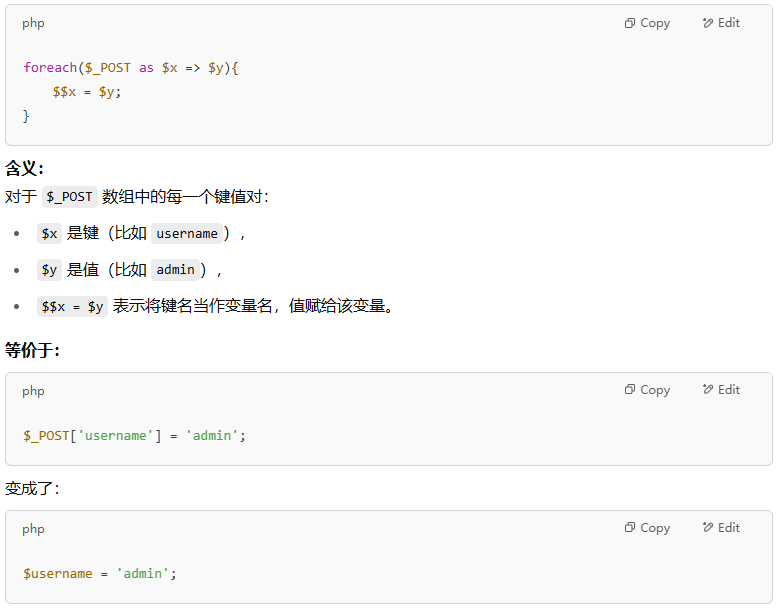 php Copy Edit
foreach($_POST as $x => $y){
    $$x = $y;
}
含义：
对于 $_POST 数组中的每一个键值对：
• $x 是键（比如 username），
• $y 是值（比如 admin），
• $$x = $y 表示将键名当作变量名，值赋给该变量。
等价于：
php Copy Edit
$_POST['username'] = 'admin';
变成了：
php Copy Edit
$username = 'admin';